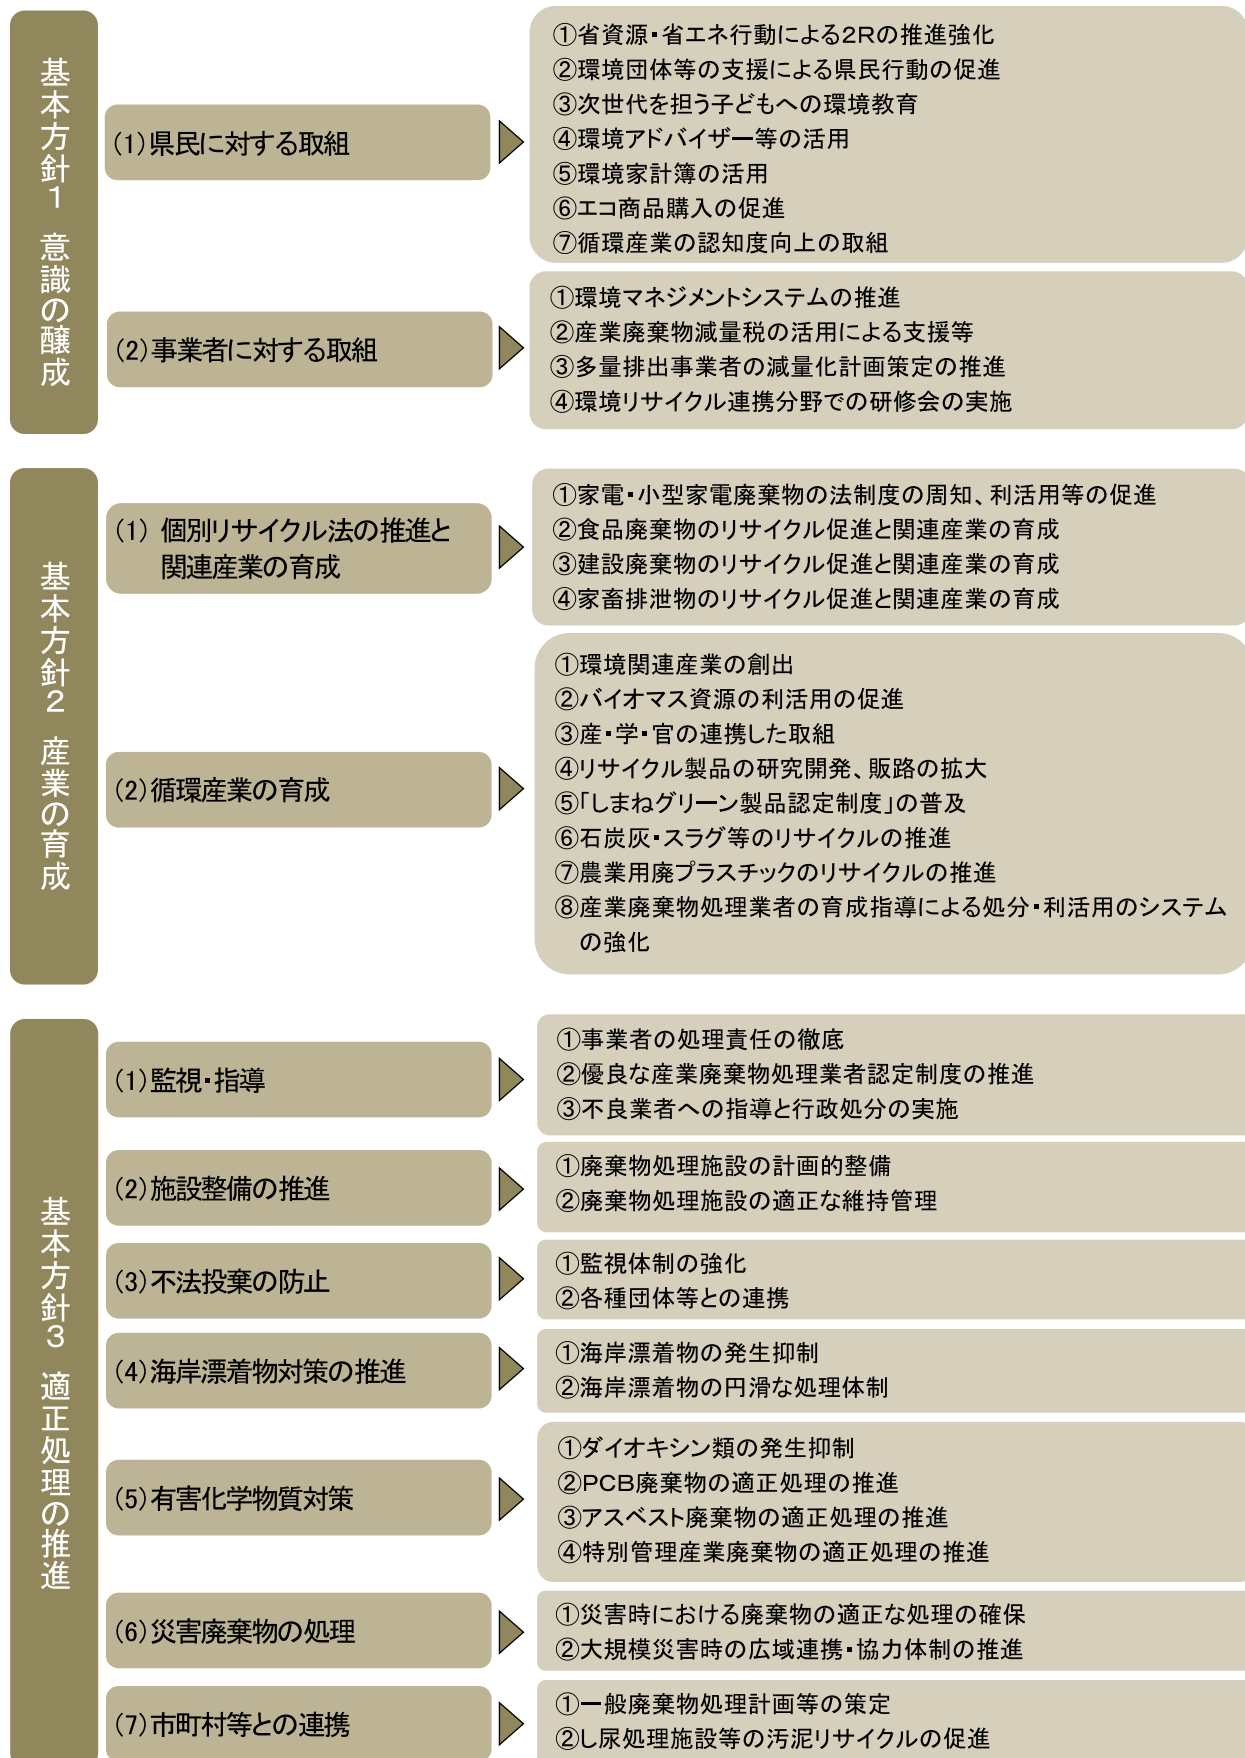 基本方針1 意識の醸成
(1)県民に対する取組
①省資源・省エネ行動による2Rの推進強化
②環境団体等の支援による県民行動の促進
③次世代を担う子どもへの環境教育
④環境アドバイザー等の活用
⑤環境家計簿の活用
⑥エコ商品購入の促進
⑦循環産業の認知度向上の取組
(2)事業者に対する取組
①環境マネジメントシステムの推進
②産業廃棄物減量税の活用による支援等
③多量排出事業者の減量化計画策定の推進
④環境リサイクル連携分野での研修会の実施
基本方針2 産業の育成
(1) 個別リサイクル法の推進と
関連産業の育成
①家電・小型家電廃棄物の法制度の周知、利活用等の促進
②食品廃棄物のリサイクル促進と関連産業の育成
③建設廃棄物のリサイクル促進と関連産業の育成
④家畜排泄物のリサイクル促進と関連産業の育成
(2)循環産業の育成
①環境関連産業の創出
②バイオマス資源の利活用の促進
③産・学・官の連携した取組
④リサイクル製品の研究開発、販路の拡大
⑤「しまねグリーン製品認定制度」の普及
⑥石炭灰・スラグ等のリサイクルの推進
⑦農業用廃プラスチックのリサイクルの推進
⑧産業廃棄物処理業者の育成指導による処分・利活用のシステム
の強化
基本方針3 適正処理の推進
(1)監視・指導
①事業者の処理責任の徹底
②優良な産業廃棄物処理業者認定制度の推進
③不良業者への指導と行政処分の実施
(2)施設整備の推進
①廃棄物処理施設の計画的整備
②廃棄物処理施設の適正な維持管理
(3)不法投棄の防止
①監視体制の強化
②各種団体等との連携
(4)海岸漂着物対策の推進
①海岸漂着物の発生抑制
②海岸漂着物の円滑な処理体制
(5)有害化学物質対策
①ダイオキシン類の発生抑制
②PCB廃棄物の適正処理の推進
③アスベスト廃棄物の適正処理の推進
④特別管理産業廃棄物の適正処理の推進
(6)災害廃棄物の処理
①災害時における廃棄物の適正な処理の確保
②大規模災害時の広域連携・協力体制の推進
(7)市町村等との連携
①一般廃棄物処理計画等の策定
②し尿処理施設等の汚泥リサイクルの促進